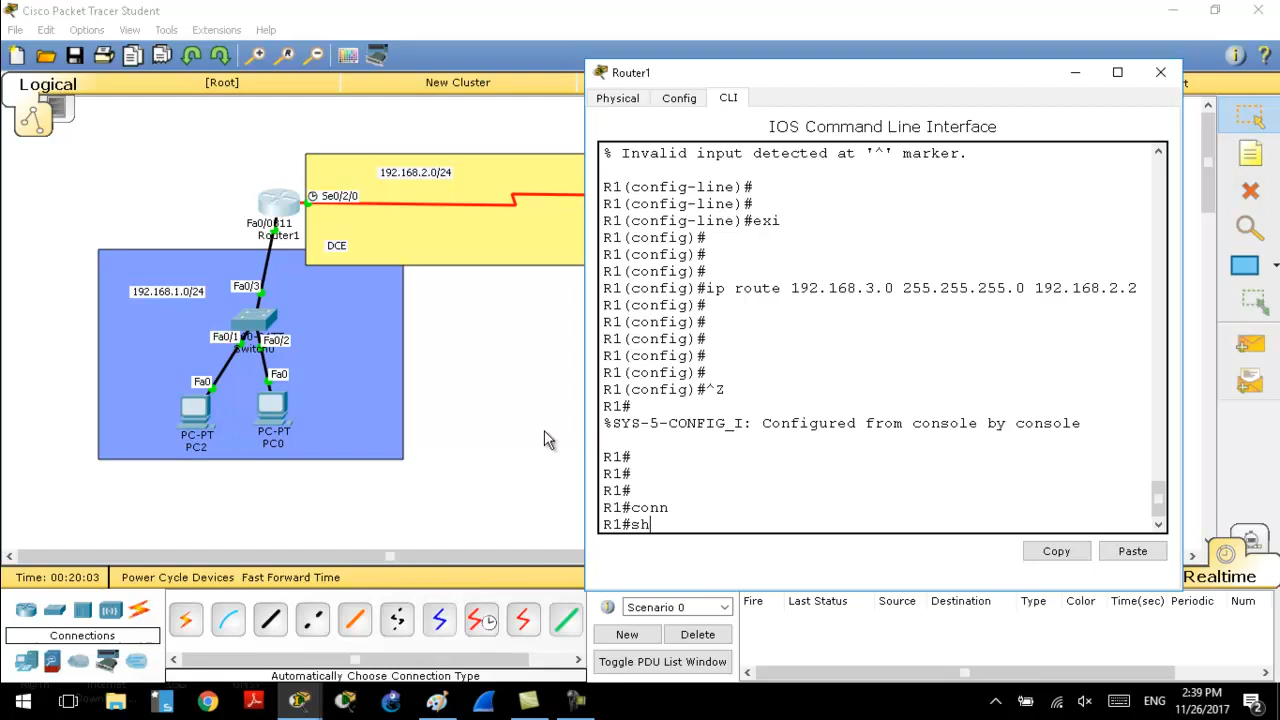 Cisco Packet Tracer Student
File Edit Options View Tools Extensions Help
Logical
[Root]
New Cluster
192.168.2.0/24
Se0/2/0
Router1
DCE
192.168.1.0/24
Fa0/3
Fa0/1
Fa0/2
Fa0
Fa0
PC-PT
PC2
PC-PT
PC0
Router1
Physical Config CLI
IOS Command Line Interface
% Invalid input detected at '^' marker.
R1(config-line)#
R1(config-line)#
R1(config-line)#exi
R1(config)#
R1(config)#
R1(config)#
R1(config)#ip route 192.168.3.0 255.255.255.0 192.168.2.2
R1(config)#
R1(config)#
R1(config)#
R1(config)#
R1(config)#
R1(config)#^Z
R1#
%SYS-5-CONFIG_I: Configured from console by console
R1#
R1#
R1#
R1#conn
R1#sh
Copy Paste
Time: 00:20:03 Power Cycle Devices Fast Forward Time
Realtime
Connections
Automatically Choose Connection Type
Scenario 0
New Delete
Toggle PDU List Window
Fire Last Status Source Destination Type Color Time(sec) Periodic Num
ENG
2:39 PM
11/26/2017
2